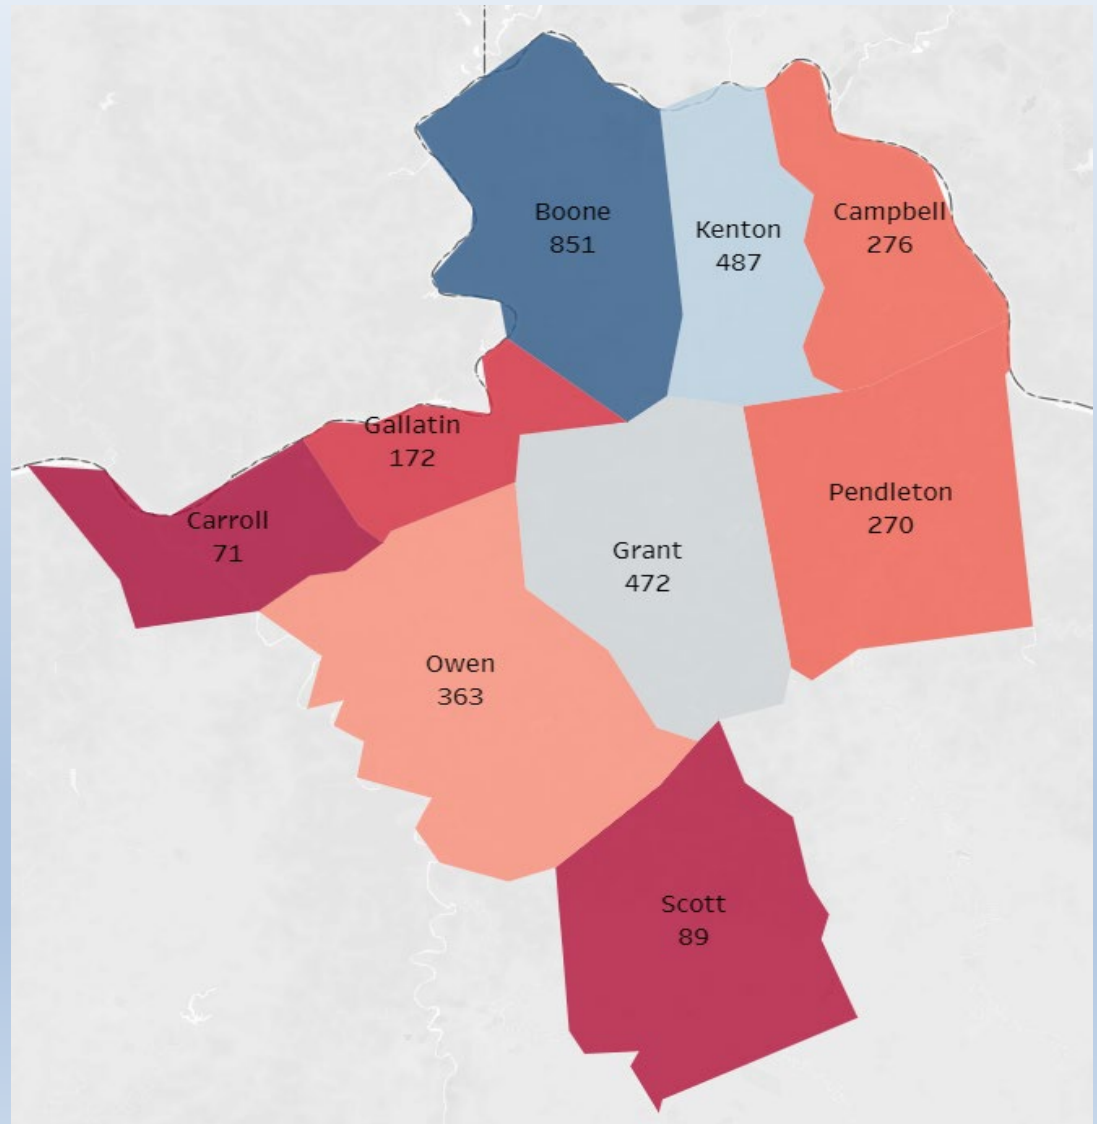 Boone
851
Kenton
487
Campbell
276
Gallatin
172
Carroll
71
Pendleton
270
Grant
472
Owen
363
Scott
89